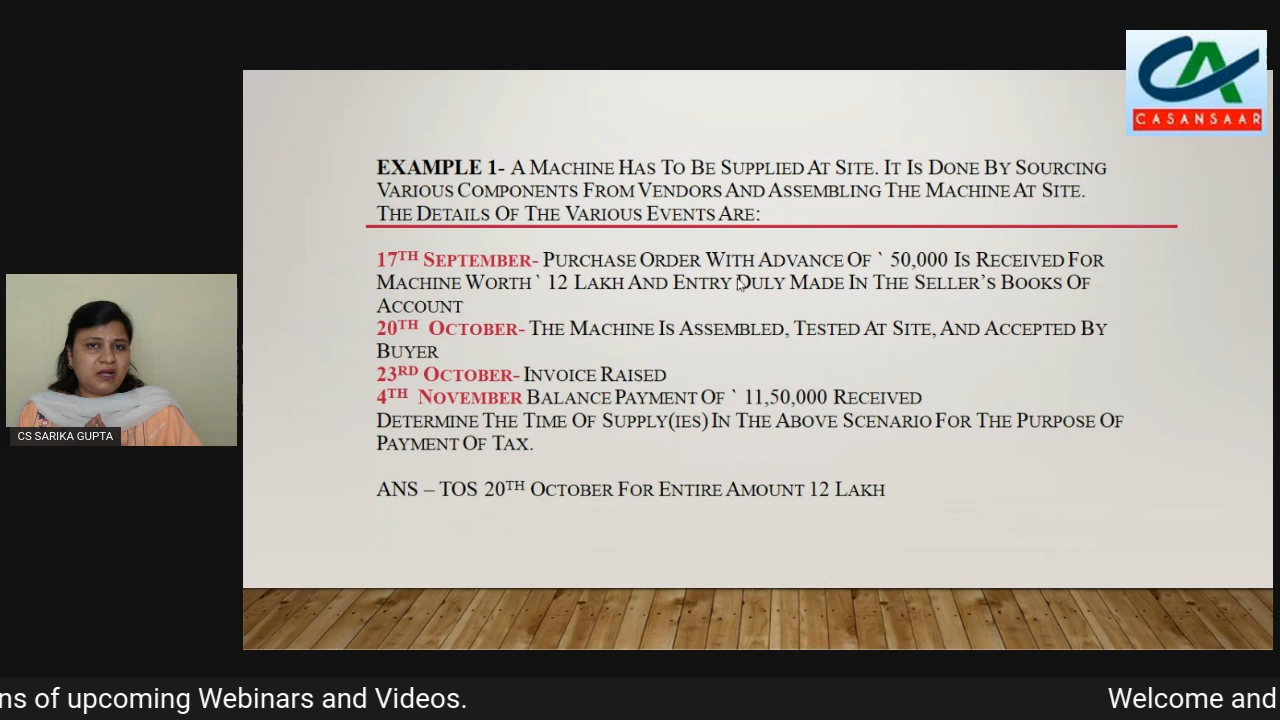 CASANSAAR
EXAMPLE 1- A MACHINE HAS TO BE SUPPLIED AT SITE. IT IS DONE BY SOURCING
VARIOUS COMPONENTS FROM VENDORS AND ASSEMBLING THE MACHINE AT SITE.
THE DETAILS OF THE VARIOUS EVENTS ARE:
17TH SEPTEMBER- PURCHASE ORDER WITH ADVANCE OF ` 50,000 IS RECEIVED FOR
MACHINE WORTH ` 12 LAKH AND ENTRY DULY MADE IN THE SELLER'S BOOKS OF
ACCOUNT
20TH OCTOBER- THE MACHINE IS ASSEMBLED, TESTED AT SITE, AND ACCEPTED BY
BUYER
23RD OCTOBER- INVOICE RAISED
4TH NOVEMBER BALANCE PAYMENT OF ` 11,50,000 RECEIVED
DETERMINE THE TIME OF SUPPLY(IES) IN THE ABOVE SCENARIO FOR THE PURPOSE OF
PAYMENT OF TAX.
ANS – TOS 20TH OCTOBER FOR ENTIRE AMOUNT 12 LAKH
CS SARIKA GUPTA
ns of upcoming Webinars and Videos. Welcome and